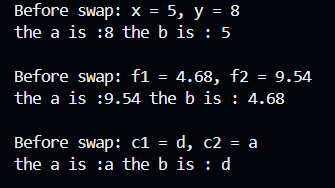 Before swap: x = 5, y = 8
the a is :8 the b is : 5
Before swap: f1 = 4.68, f2 = 9.54
the a is :9.54 the b is : 4.68
Before swap: c1 = d, c2 = a
the a is :a the b is : d